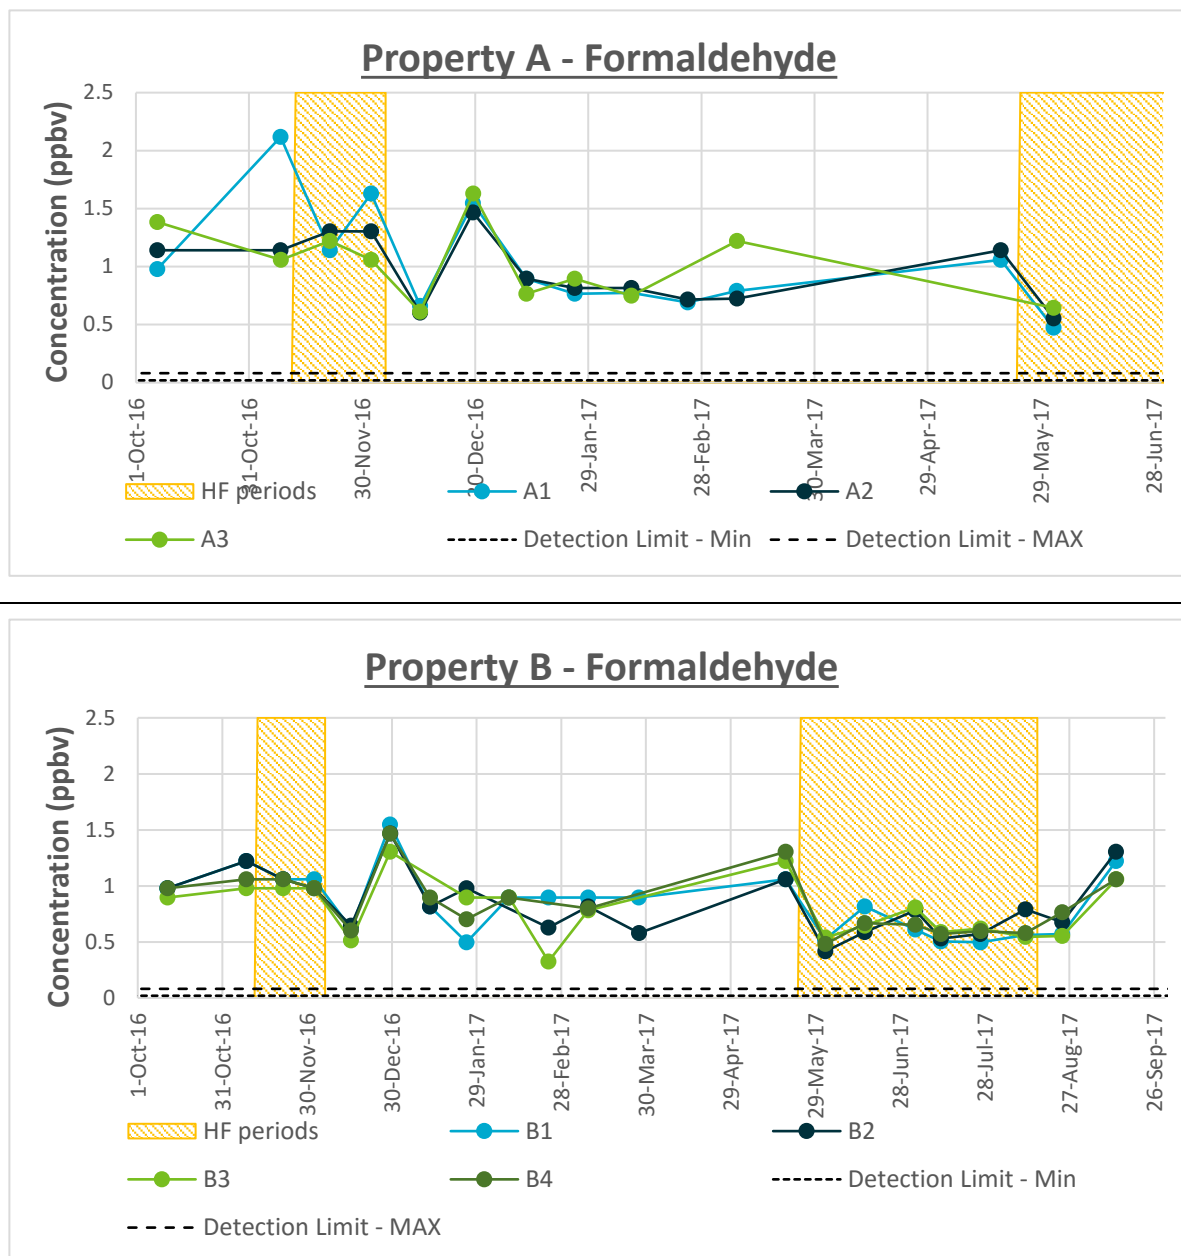 Property A - Formaldehyde
Concentration (ppbv)
2.5
2
1.5
1
0.5
0
1-Oct-16
31-Oct-16
30-Nov-16
30-Dec-16
29-Jan-17
28-Feb-17
30-Mar-17
29-Apr-17
29-May-17
28-Jun-17
HF periods A1 A2
A3 Detection Limit - Min Detection Limit - MAX
Property B - Formaldehyde
Concentration (ppbv)
2.5
2
1.5
1
0.5
0
1-Oct-16
31-Oct-16
30-Nov-16
30-Dec-16
29-Jan-17
28-Feb-17
30-Mar-17
29-Apr-17
29-May-17
28-Jun-17
28-Jul-17
27-Aug-17
26-Sep-17
HF periods B1 B2
B3 B4 Detection Limit - Min
Detection Limit - MAX